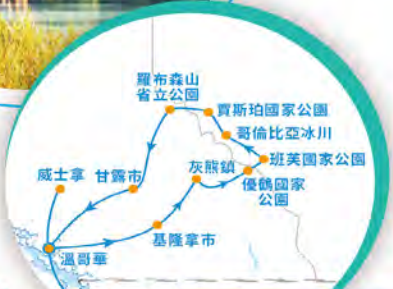 羅布森山
省立公園
賈斯珀國家公園
哥倫比亞冰川
班芙國家公園
威士拿
甘露市
灰熊鎮
優鶴國家
公園
基隆拿市
溫哥華